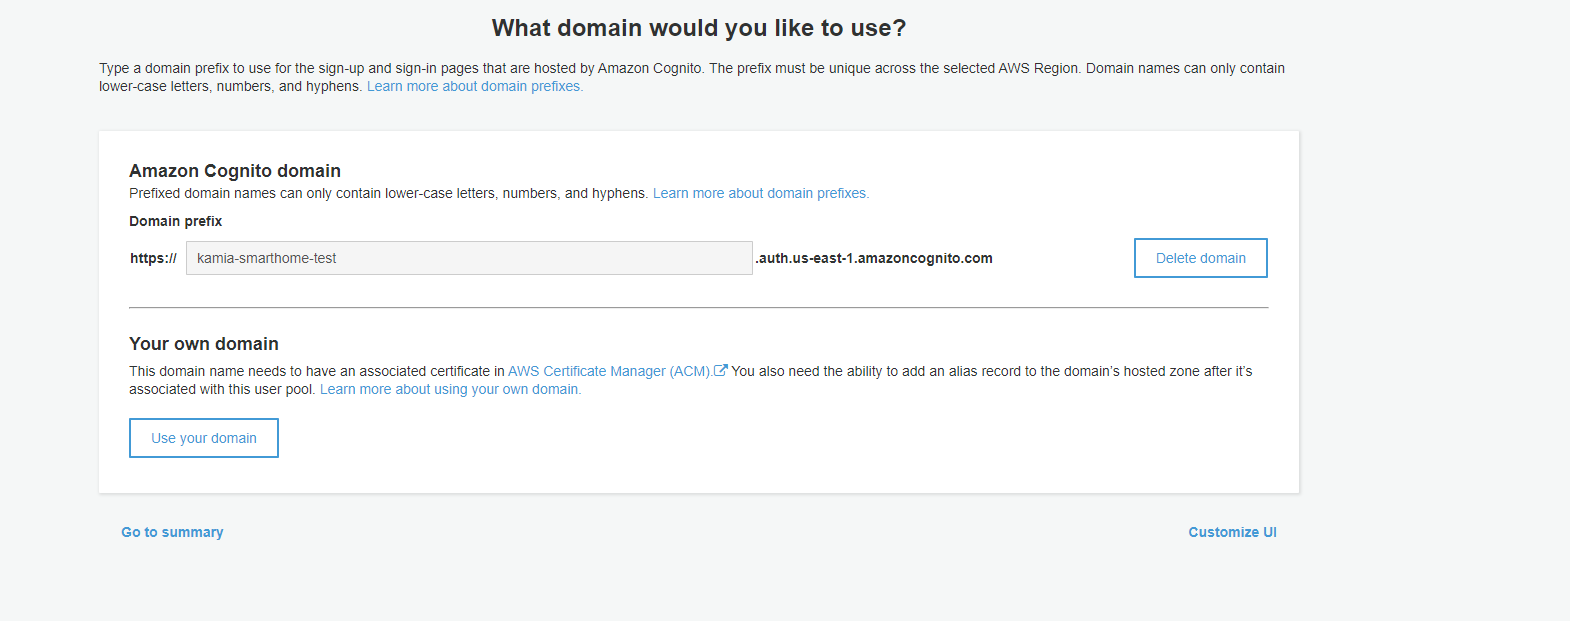 What domain would you like to use?
Type a domain prefix to use for the sign-up and sign-in pages that are hosted by Amazon Cognito. The prefix must be unique across the selected AWS Region. Domain names can only contain
lower-case letters, numbers, and hyphens. Learn more about domain prefixes.
Amazon Cognito domain
Prefixed domain names can only contain lower-case letters, numbers, and hyphens. Learn more about domain prefixes.
Domain prefix
https:// kamia-smarthome-test .auth.us-east-1.amazoncognito.com Delete domain
Your own domain
This domain name needs to have an associated certificate in AWS Certificate Manager (ACM). You also need the ability to add an alias record to the domain's hosted zone after it's
associated with this user pool. Learn more about using your own domain.
Use your domain
Go to summary Customize UI